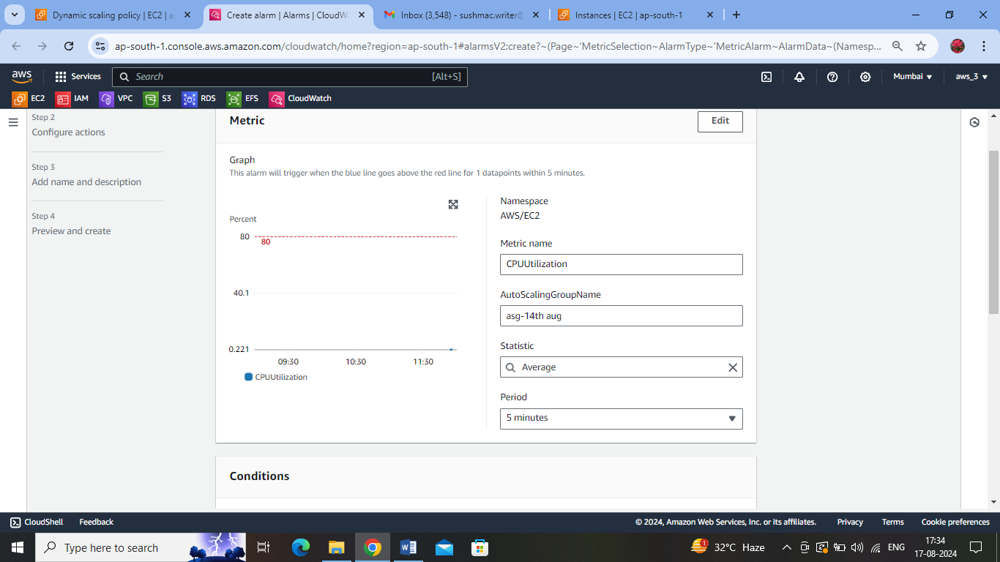 Dynamic scaling policy | EC2 | a
Create alarm | Alarms | CloudW
Inbox (3,548) - sushmac.writer@
Instances | EC2 | ap-south-1
ap-south-1.console.aws.amazon.com/cloudwatch/home?region=ap-south-1#alarmsV2:create?~(Page~'MetricSelection~AlarmType~'MetricAlarm~AlarmData~(Namesp...
aws
Services
Search
[Alt+S]
Mumbai
aws_3
EC2
IAM
VPC
S3
RDS
EFS
CloudWatch
Step 2
Configure actions
Step 3
Add name and description
Step 4
Preview and create
Metric
Edit
Graph
This alarm will trigger when the blue line goes above the red line for 1 datapoints within 5 minutes.
Percent
80
80
40.1
0.221
09:30
10:30
11:30
CPUUtilization
Namespace
AWS/EC2
Metric name
CPUUtilization
AutoScalingGroupName
asg-14th aug
Statistic
Average
Period
5 minutes
Conditions
CloudShell
Feedback
© 2024, Amazon Web Services, Inc. or its affiliates.
Privacy
Terms
Cookie preferences
Type here to search
1
32°C Haze
ENG
17:34
17-08-2024